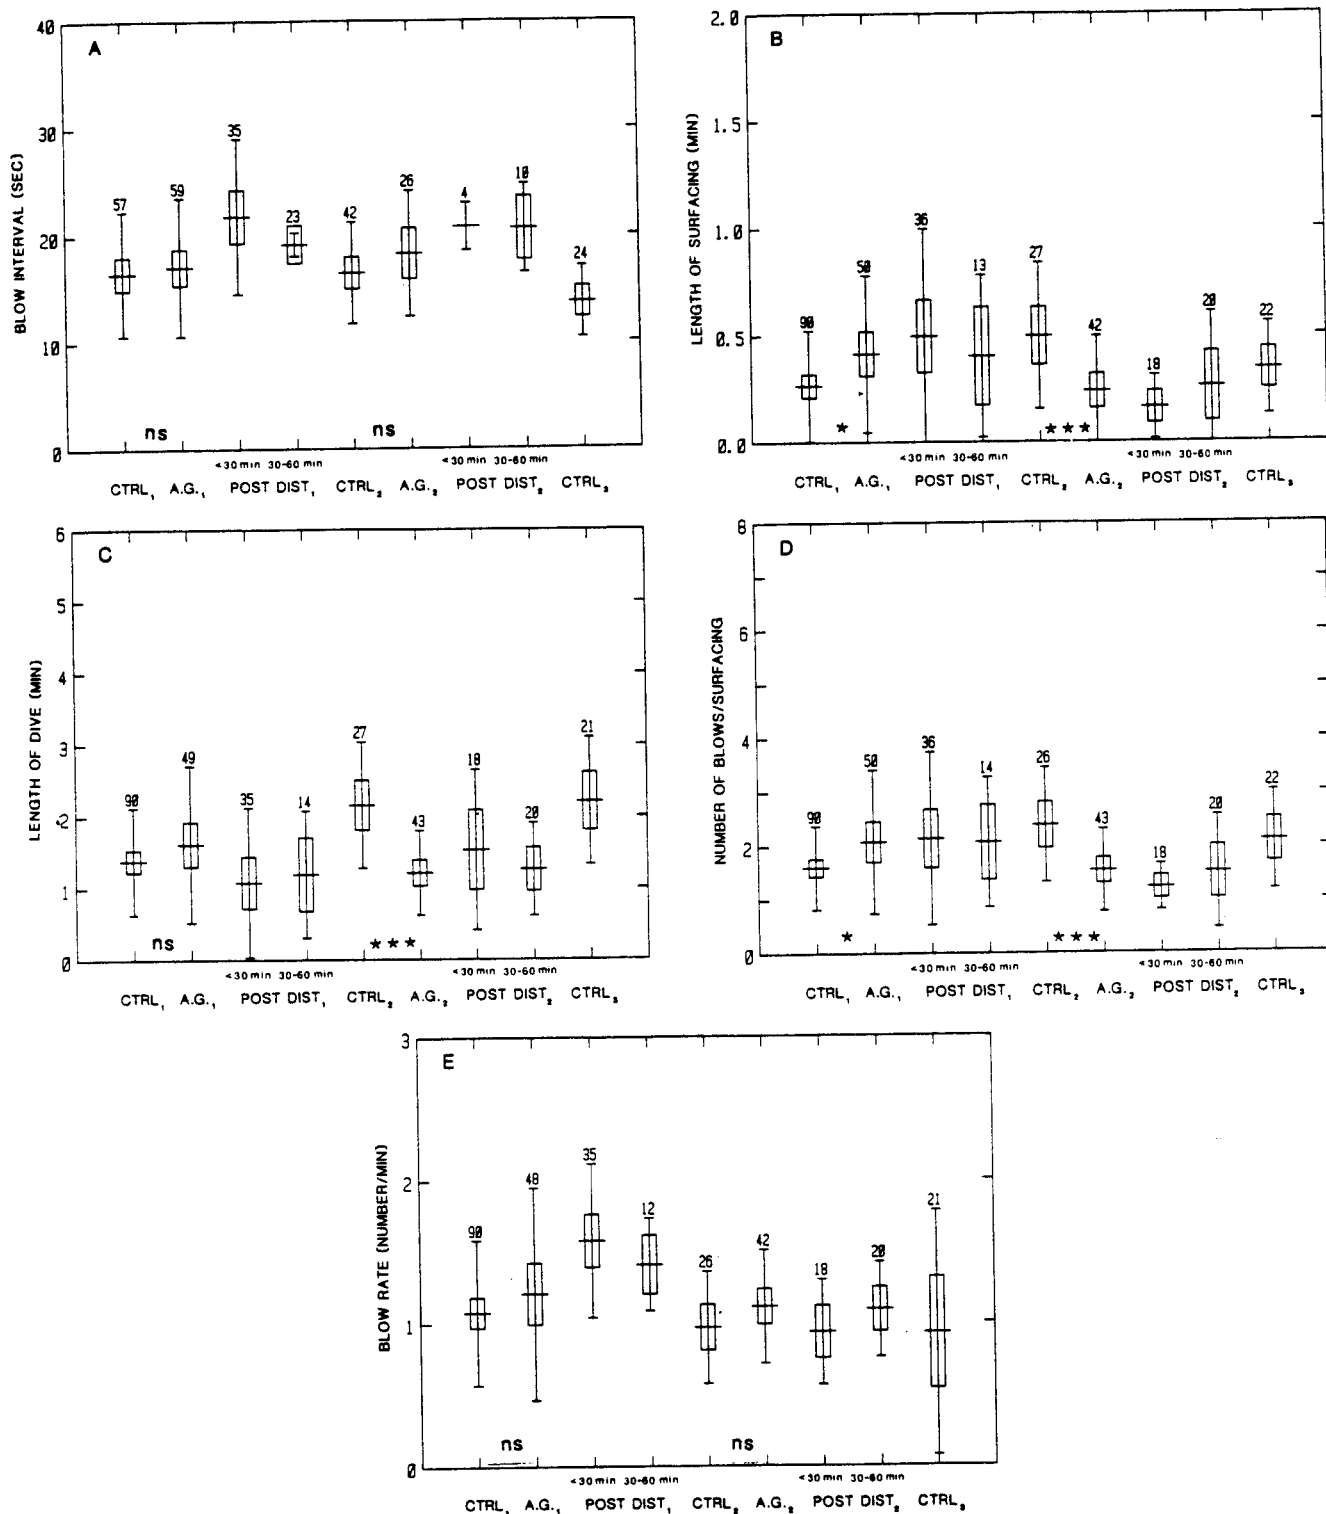 A
BLOW INTERVAL (SEC)
40
30
20
10
0
57
59
35
23
42
26
4
10
24
ns
ns
<30 min 30-60 min
<30 min 30-60 min
CTRL₁ A.G.₁ POST DIST₁ CTRL₂ A.G.₂ POST DIST₂ CTRL₃
B
LENGTH OF SURFACING (MIN)
2.0
1.5
1.0
0.5
0.0
90
50
36
13
27
42
18
20
22
*
***
<30 min 30-60 min
<30 min 30-60 min
CTRL₁ A.G.₁ POST DIST₁ CTRL₂ A.G.₂ POST DIST₂ CTRL₃
C
LENGTH OF DIVE (MIN)
6
5
4
3
2
1
0
90
49
35
14
27
43
18
20
21
ns
***
<30 min 30-60 min
<30 min 30-60 min
CTRL₁ A.G.₁ POST DIST₁ CTRL₂ A.G.₂ POST DIST₂ CTRL₃
D
NUMBER OF BLOWS/SURFACING
8
6
4
2
0
90
50
36
14
26
43
18
20
22
*
***
<30 min 30-60 min
<30 min 30-60 min
CTRL₁ A.G.₁ POST DIST₁ CTRL₂ A.G.₂ POST DIST₂ CTRL₃
E
BLOW RATE (NUMBER/MIN)
3
2
1
0
90
48
35
12
26
42
18
20
21
ns
ns
<30 min 30-60 min
<30 min 30-60 min
CTRL₁ A.G.₁ POST DIST₁ CTRL₂ A.G.₂ POST DIST₂ CTRL₃